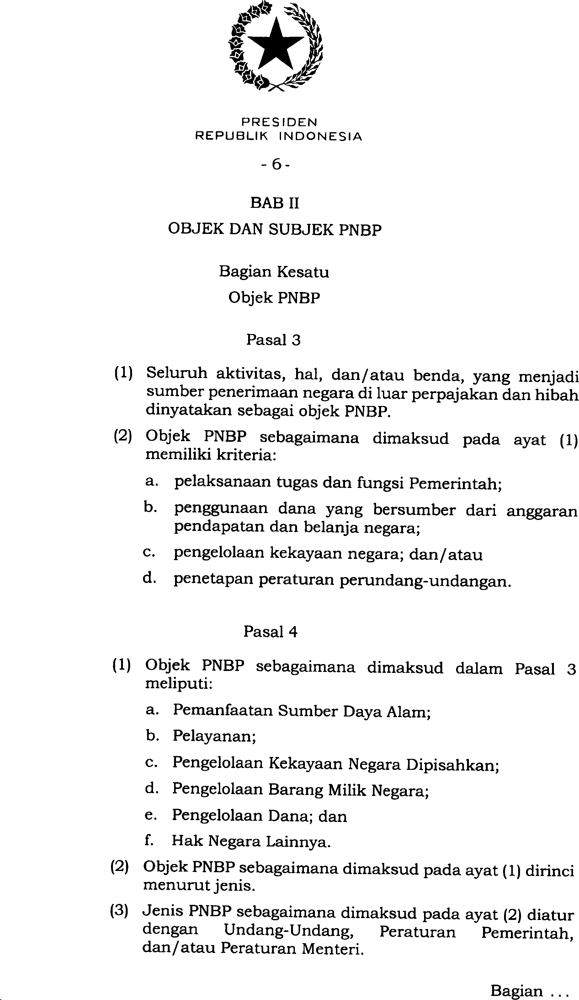 PRESIDEN
REPUBLIK INDONESIA
- 6 -
BAB II
OBJEK DAN SUBJEK PNBP
Bagian Kesatu
Objek PNBP
Pasal 3
(1) Seluruh aktivitas, hal, dan/atau benda, yang menjadi
sumber penerimaan negara di luar perpajakan dan hibah
dinyatakan sebagai objek PNBP.
(2) Objek PNBP sebagaimana dimaksud pada ayat (1)
memiliki kriteria:
a. pelaksanaan tugas dan fungsi Pemerintah;
b. penggunaan dana yang bersumber dari anggaran
pendapatan dan belanja negara;
c. pengelolaan kekayaan negara; dan/atau
d. penetapan peraturan perundang-undangan.
Pasal 4
(1) Objek PNBP sebagaimana dimaksud dalam Pasal 3
meliputi:
a. Pemanfaatan Sumber Daya Alam;
b. Pelayanan;
c. Pengelolaan Kekayaan Negara Dipisahkan;
d. Pengelolaan Barang Milik Negara;
e. Pengelolaan Dana; dan
f. Hak Negara Lainnya.
(2) Objek PNBP sebagaimana dimaksud pada ayat (1) dirinci
menurut jenis.
(3) Jenis PNBP sebagaimana dimaksud pada ayat (2) diatur
dengan Undang-Undang, Peraturan Pemerintah,
dan/atau Peraturan Menteri.
Bagian . . .